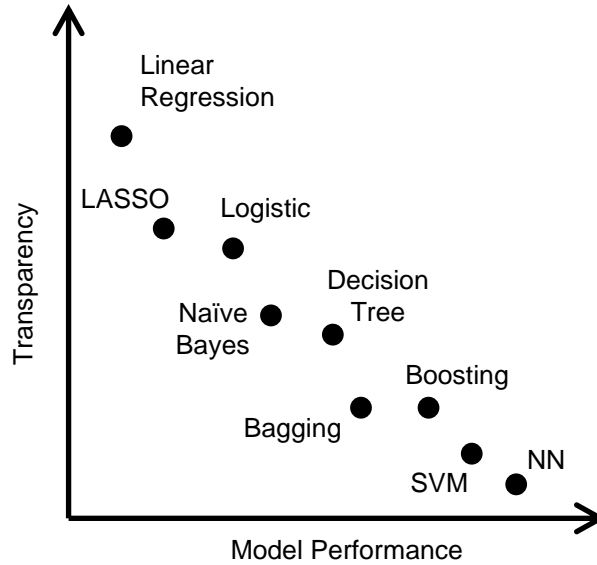 Linear
Regression
LASSO
Logistic
Decision
Tree
Naïve
Bayes
Boosting
Bagging
NN
SVM
Transparency
Model Performance